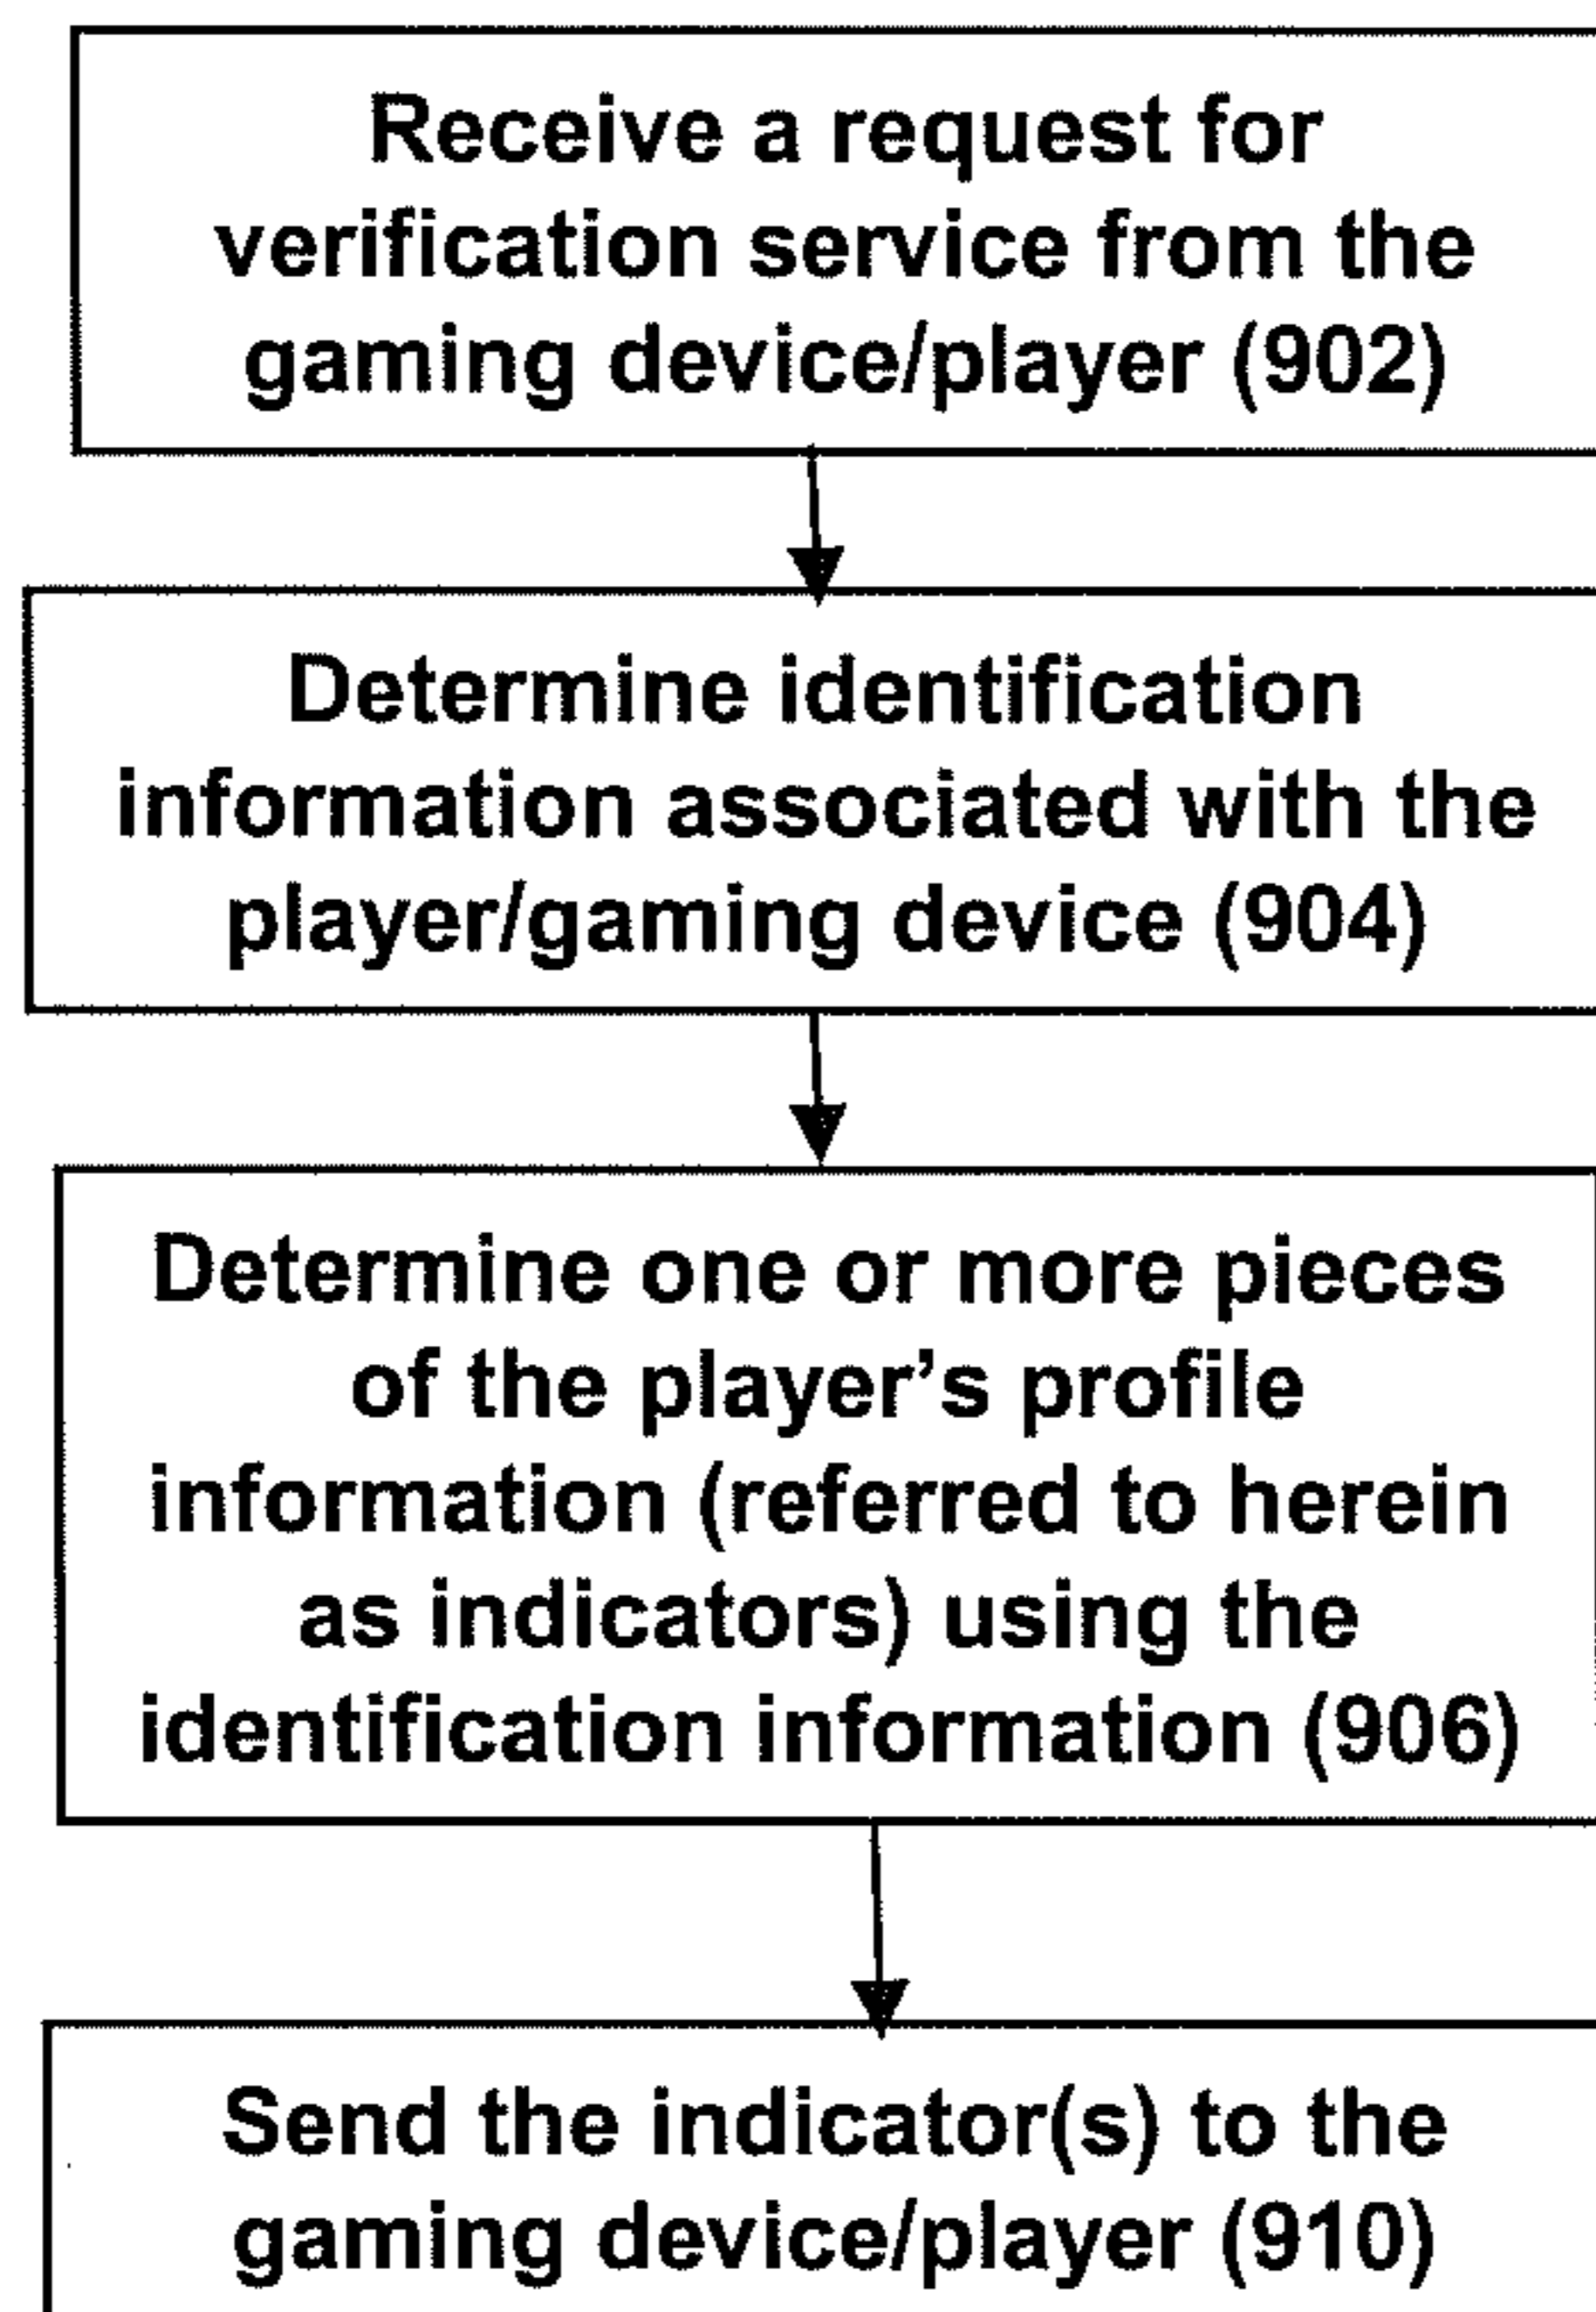 Receive a request for
verification service from the
gaming device/player (902)
Determine identification
information associated with the
player/gaming device (904)
Determine one or more pieces
of the player's profile
information (referred to herein
as indicators) using the
identification information (906)
Send the indicator(s) to the
gaming device/player (910)